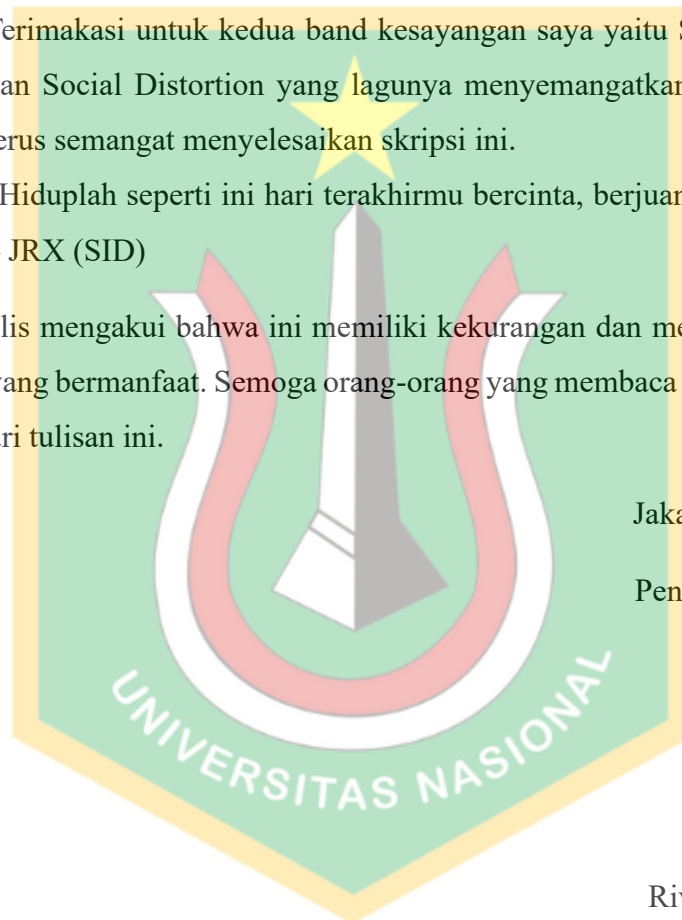 erimakasi untuk kedua band kesayangan saya yaitu
an Social Distortion yang lagunya menyemangatkan
erus semangat menyelesaikan skripsi ini.
Hiduplah seperti ini hari terakhirmu bercinta, berjuan
JRX (SID)
lis mengakui bahwa ini memiliki kekurangan dan me
yang bermanfaat. Semoga orang-orang yang membaca
ri tulisan ini.
Jaka
Pen
UNIVERSITAS NASIONAL
Riv